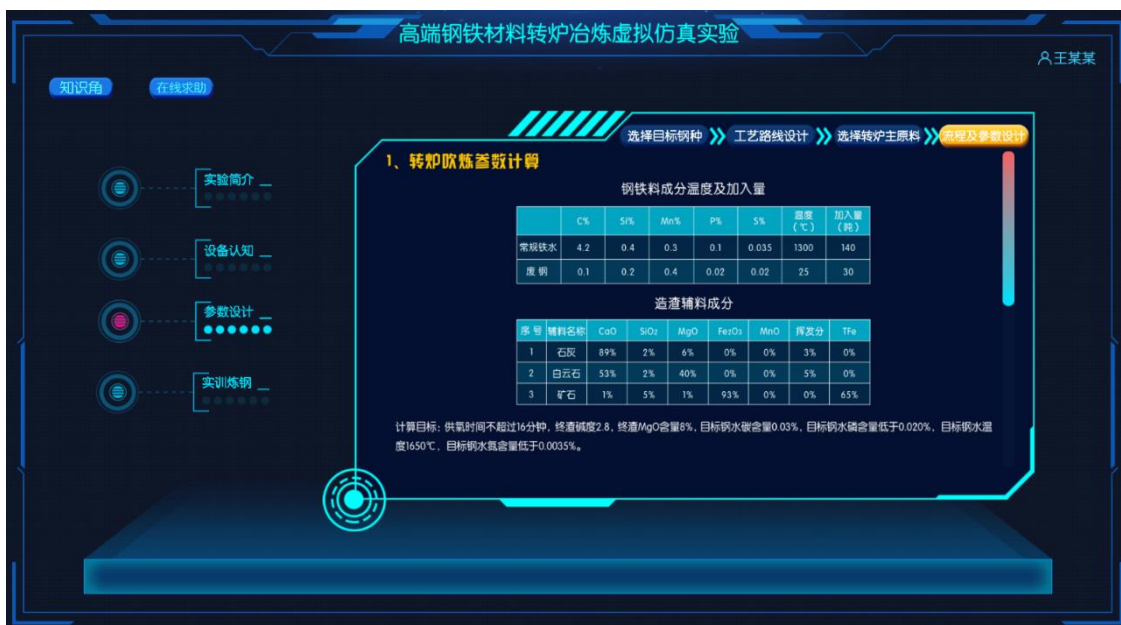 高端钢铁材料转炉冶炼虚拟仿真实验
王某某
知识角 在线求助
选择目标钢种 工艺路线设计 选择转炉主原料 流程及参数设计
1、转炉吹炼参数计算
实验简介
设备认知
参数设计
实训炼钢
钢铁料成分温度及加入量
C% Si% Mn% P% S% 温度(℃) 加入量(吨)
常规铁水 4.2 0.4 0.3 0.1 0.035 1300 140
废钢 0.1 0.2 0.4 0.02 0.02 25 30
造渣辅料成分
序号 辅料名称 CaO SiO₂ MgO Fe₂O₃ MnO 挥发分 TFe
1 石灰 89% 2% 6% 0% 0% 3% 0%
2 白云石 53% 2% 40% 0% 0% 5% 0%
3 矿石 1% 5% 1% 93% 0% 0% 65%
计算目标：供氧时间不超过16分钟，终渣碱度2.8，终渣MgO含量8%，目标钢水碳含量0.03%，目标钢水磷含量低于0.020%，目标钢水温
度1650℃，目标钢水氮含量低于0.0035%。